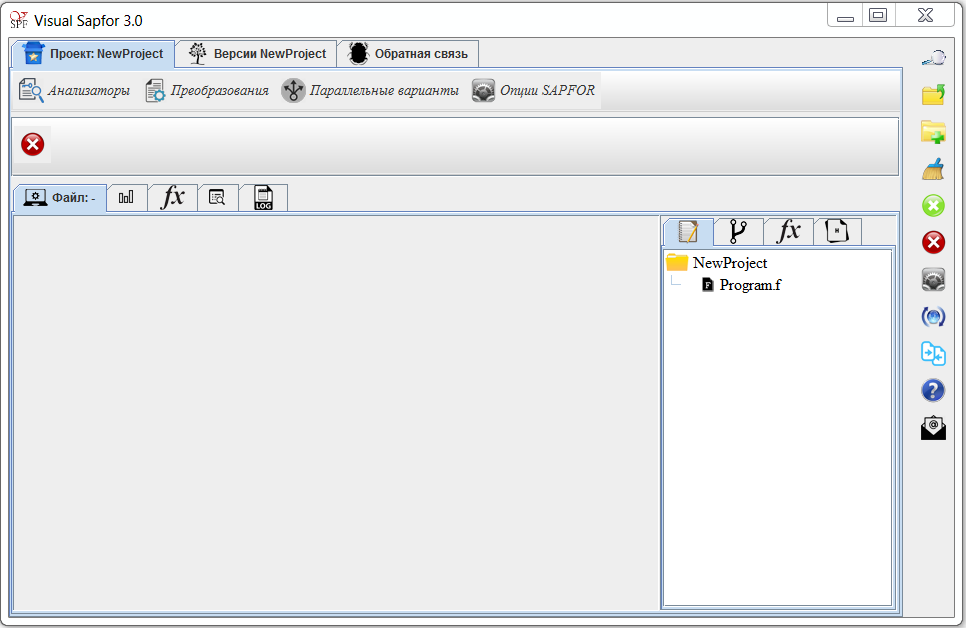 SPF Visual Sapfor 3.0
Проект: NewProject Версии NewProject Обратная связь
Анализаторы Преобразования Параллельные варианты Опции SAPFOR
Файл: - fx LOG
fx H
NewProject
F Program.f